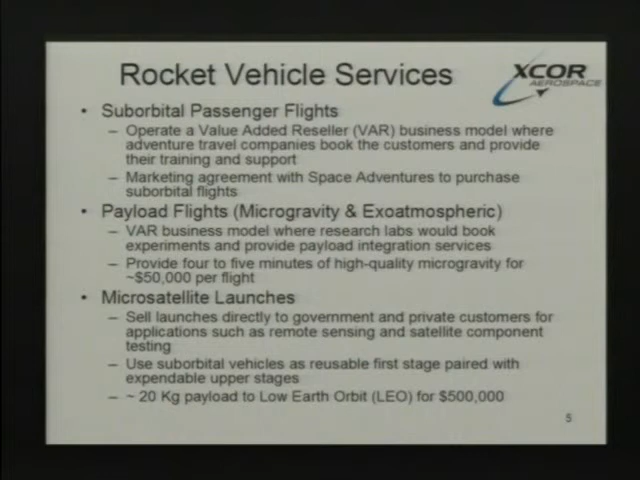 Rocket Vehicle Services
XCOR
AEROSPACE
• Suborbital Passenger Flights
– Operate a Value Added Reseller (VAR) business model where
adventure travel companies book the customers and provide
their training and support
– Marketing agreement with Space Adventures to purchase
suborbital flights
• Payload Flights (Microgravity & Exoatmospheric)
– VAR business model where research labs would book
experiments and provide payload integration services
– Provide four to five minutes of high-quality microgravity for
~$50,000 per flight
• Microsatellite Launches
– Sell launches directly to government and private customers for
applications such as remote sensing and satellite component
testing
– Use suborbital vehicles as reusable first stage paired with
expendable upper stages
– ~ 20 Kg payload to Low Earth Orbit (LEO) for $500,000
5